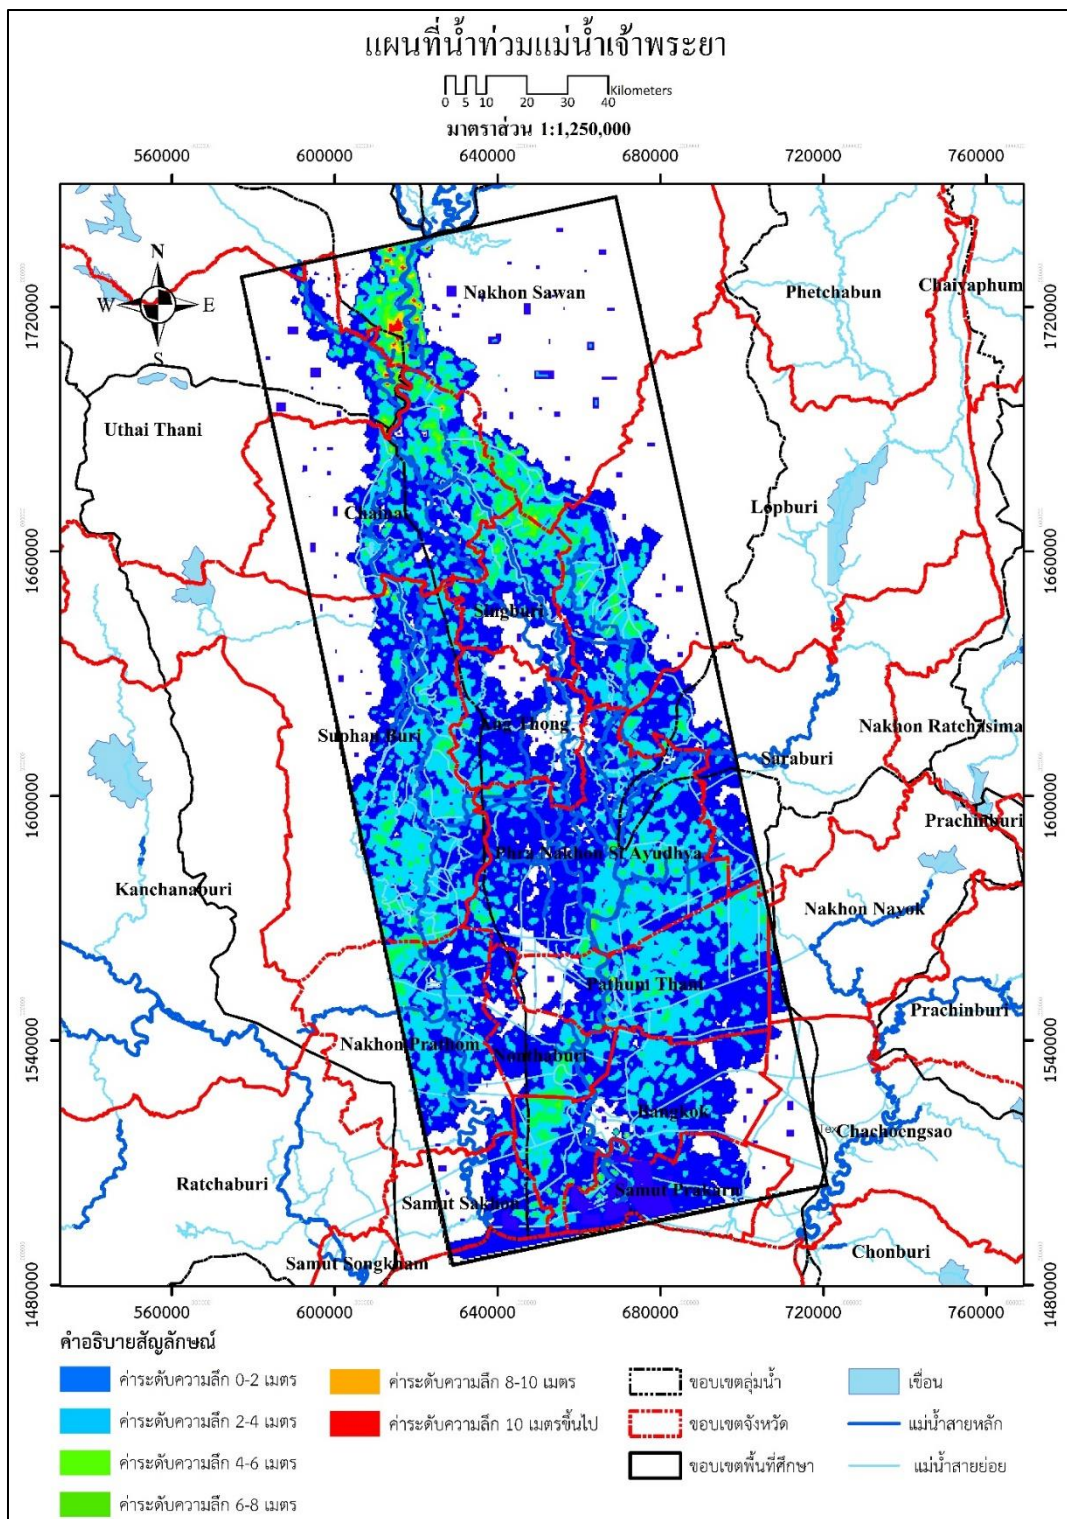 แผนที่น้ำท่วมแม่น้ำเจ้าพระยา
Kilometers
0 5 10 20 30 40
มาตราส่วน 1:1,250,000
560000 600000 640000 680000 720000 760000
N
W E
S
1720000
1660000
1600000
1540000
1480000
1720000
1660000
1600000
1540000
1480000
Nakhon Sawan
Phetchabun
Chaiyaphum
Uthai Thani
Chainat
Lopburi
Singburi
Suphan Buri
Ang Thong
Nakhon Ratchasima
Saraburi
Prachinburi
Phra Nakhon Si Ayudhya
Kanchanaburi
Nakhon Nayok
Pathum Thani
Prachinburi
Nakhon Prathom
Nonthaburi
Bangkok
Tex
Chachoengsao
Ratchaburi
Samut Sakhon
Samut Prakarn
Samut Songkham
Chonburi
560000 600000 640000 680000 720000 760000
คำอธิบายสัญลักษณ์
ค่าระดับความลึก 0-2 เมตร
ค่าระดับความลึก 2-4 เมตร
ค่าระดับความลึก 4-6 เมตร
ค่าระดับความลึก 6-8 เมตร
ค่าระดับความลึก 8-10 เมตร
ค่าระดับความลึก 10 เมตรขึ้นไป
ขอบเขตลุ่มน้ำ
ขอบเขตจังหวัด
ขอบเขตพื้นที่ศึกษา
เขื่อน
แม่น้ำสายหลัก
แม่น้ำสายย่อย